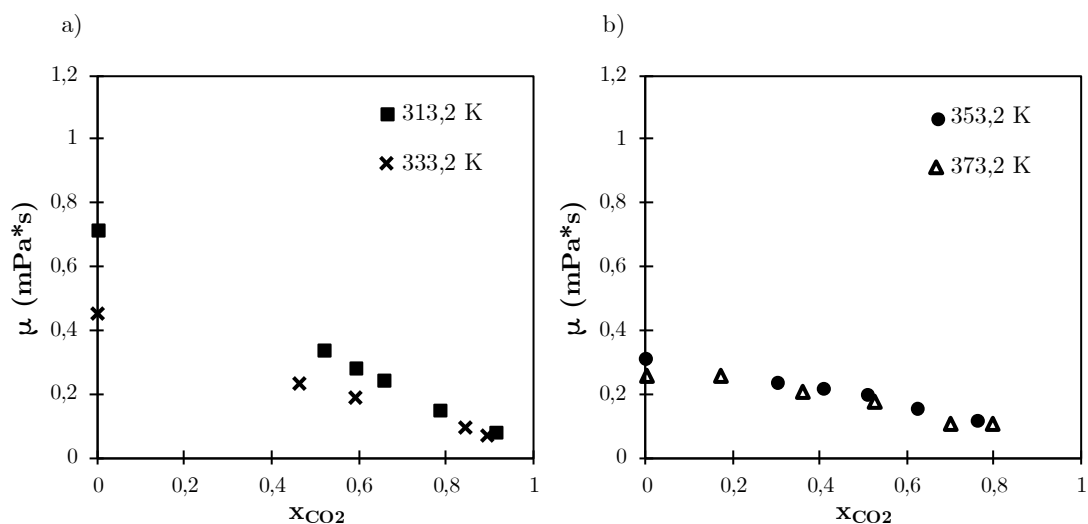 a)
1,2
1
0,8
0,6
0,4
0,2
0
μ (mPa*s)
313,2 K
333,2 K
0 0,2 0,4 0,6 0,8 1
xCO2
b)
1,2
1
0,8
0,6
0,4
0,2
0
μ (mPa*s)
353,2 K
373,2 K
0 0,2 0,4 0,6 0,8 1
xCO2